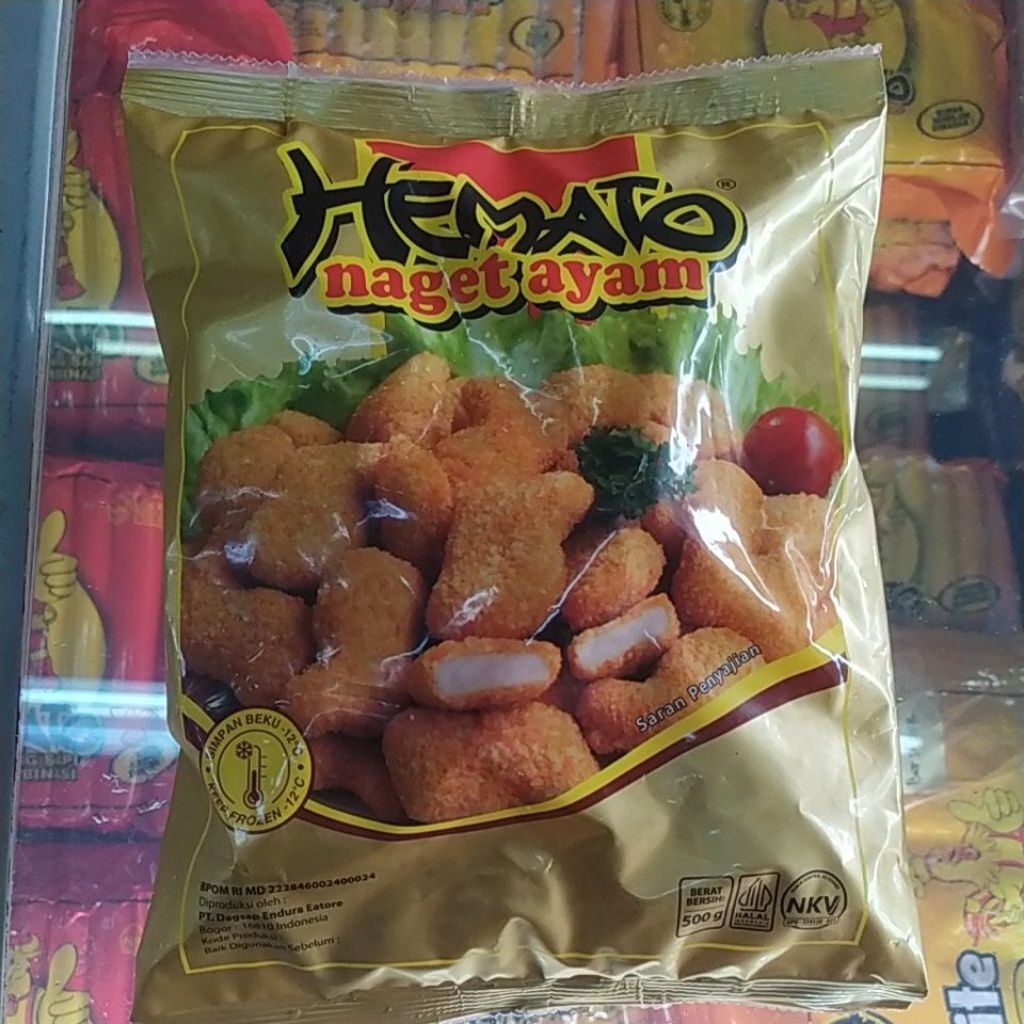 HEMATO®
naget ayam
Saran Penyajian
SIMPAN BEKU -12°C
KEEP FROZEN -12°C
BPOM RI MD 222846002400024
Diproduksi oleh :
PT. Dagsap Endura Eatore
Bogor - 16810 Indonesia
Kode Produksi :
Baik Digunakan Sebelum :
BERAT
BERSIH:
500 g
HALAL
INDONESIA
NKV